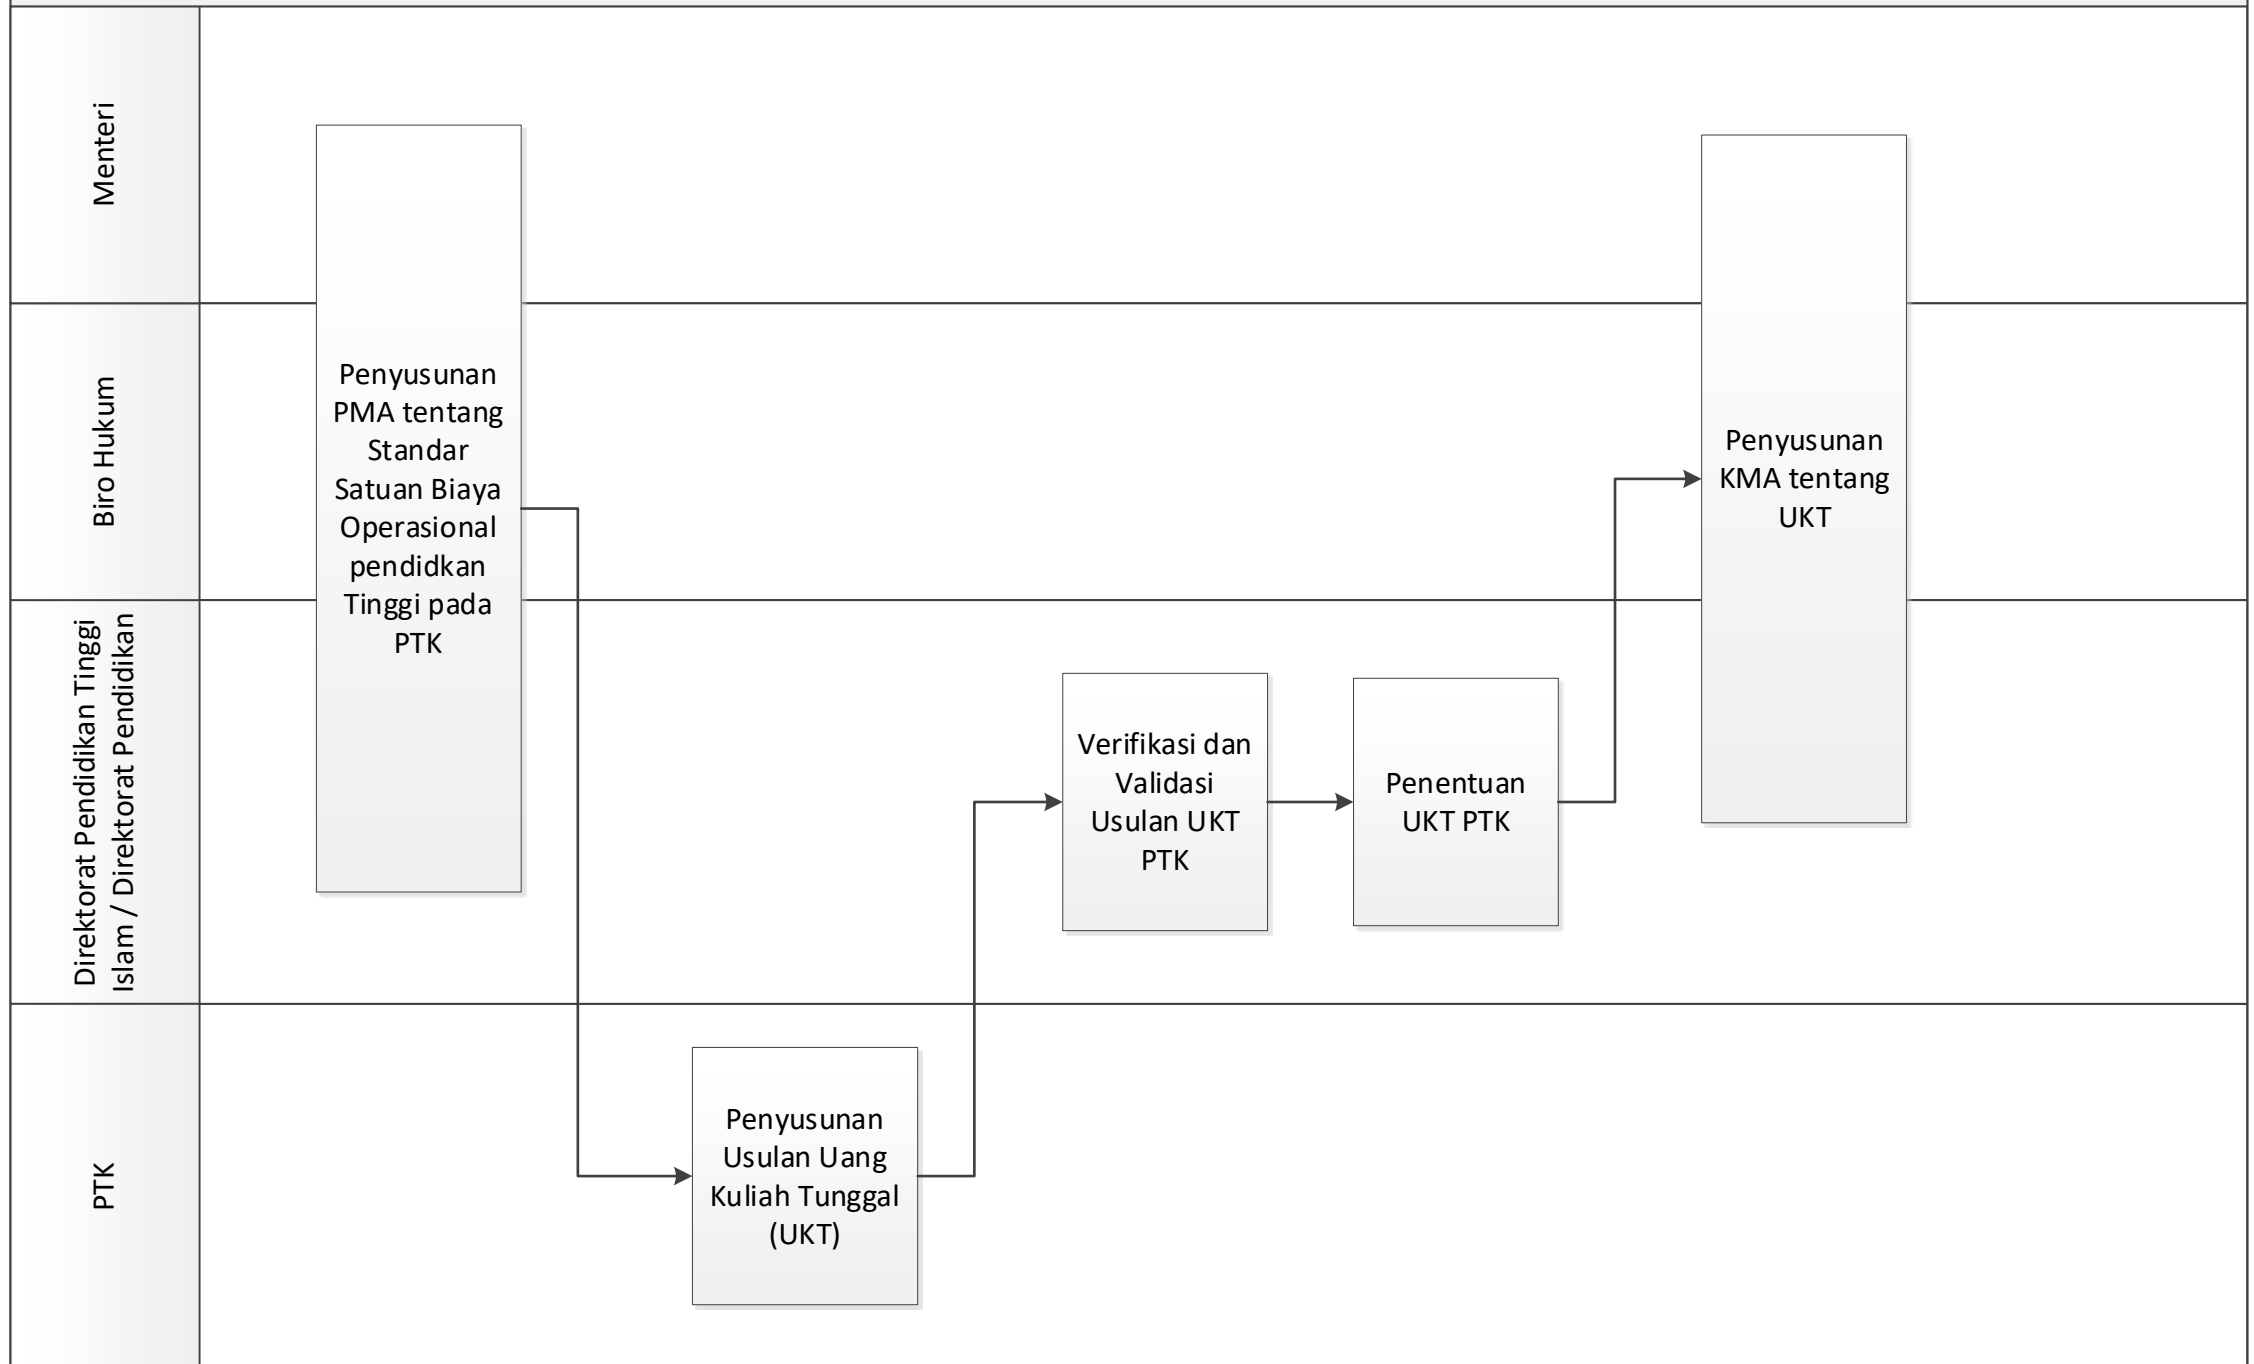 Menteri
Biro Hukum
Direktorat Pendidikan Tinggi
Islam / Direktorat Pendidikan
PTK
Penyusunan
PMA tentang
Standar
Satuan Biaya
Operasional
pendidkan
Tinggi pada
PTK
Penyusunan
Usulan Uang
Kuliah Tunggal
(UKT)
Verifikasi dan
Validasi
Usulan UKT
PTK
Penentuan
UKT PTK
Penyusunan
KMA tentang
UKT